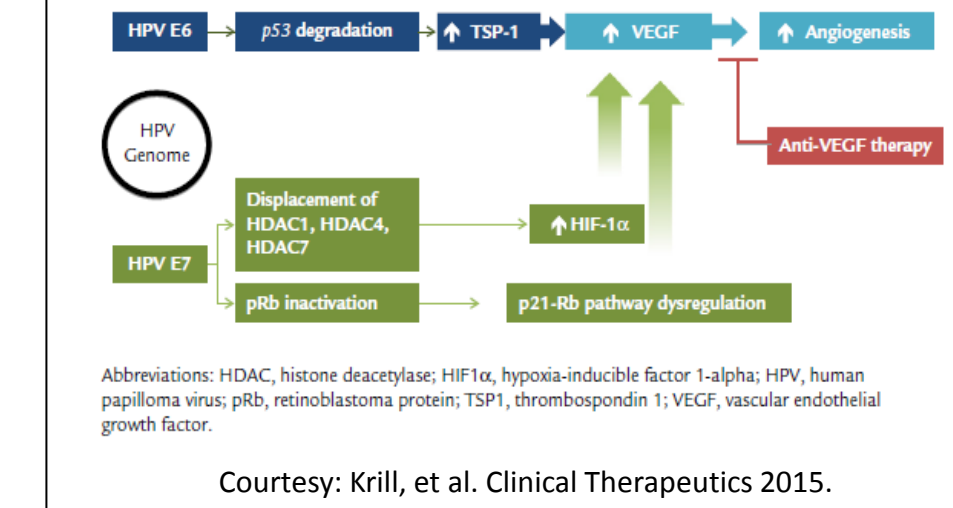 HPV E6
p53 degradation
↑ TSP-1
↑ VEGF
↑ Angiogenesis
HPV
Genome
Anti-VEGF therapy
Displacement of
HDAC1, HDAC4,
HDAC7
↑ HIF-1α
HPV E7
pRb inactivation
p21-Rb pathway dysregulation
Abbreviations: HDAC, histone deacetylase; HIF1α, hypoxia-inducible factor 1-alpha; HPV, human
papilloma virus; pRb, retinoblastoma protein; TSP1, thrombospondin 1; VEGF, vascular endothelial
growth factor.
Courtesy: Krill, et al. Clinical Therapeutics 2015.